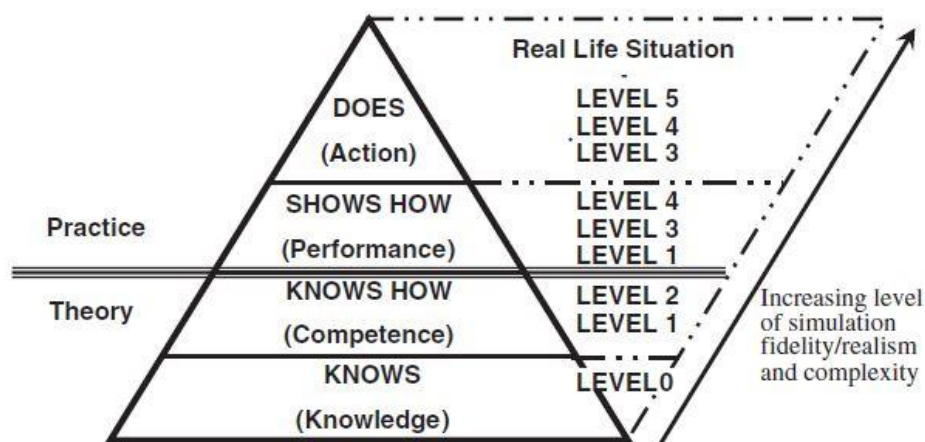 Real Life Situation
DOES
(Action)
LEVEL 5
LEVEL 4
LEVEL 3
Practice
SHOWS HOW
(Performance)
LEVEL 4
LEVEL 3
LEVEL 1
Theory
KNOWS HOW
(Competence)
LEVEL 2
LEVEL 1
KNOWS
(Knowledge)
LEVEL0
Increasing level
of simulation
fidelity/realism
and complexity